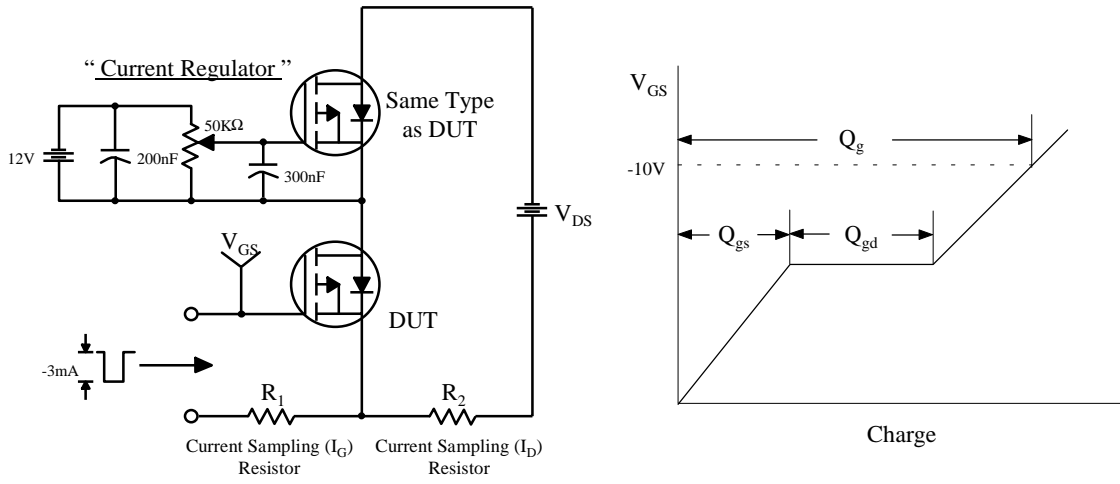 “ Current Regulator ”
50KΩ
12V
200nF
300nF
Same Type
as DUT
V_DS
V_GS
DUT
-3mA
R_1
R_2
Current Sampling (I_G)
Resistor
Current Sampling (I_D)
Resistor
V_GS
-10V
Q_g
Q_gs
Q_gd
Charge